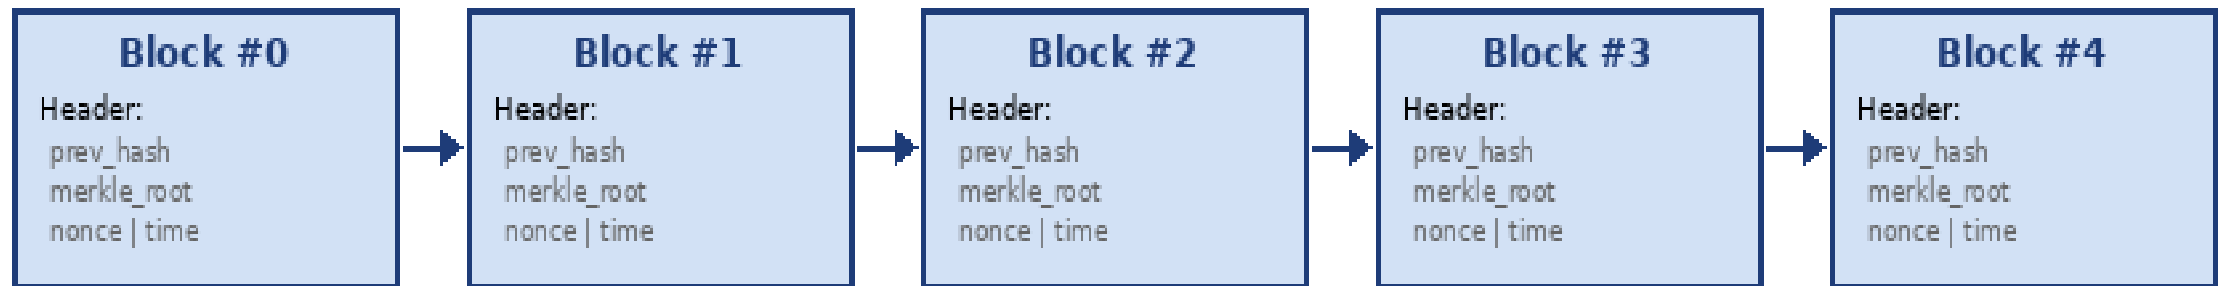 Block #0
Header:
prev_hash
merkle_root
nonce | time
Block #1
Header:
prev_hash
merkle_root
nonce | time
Block #2
Header:
prev_hash
merkle_root
nonce | time
Block #3
Header:
prev_hash
merkle_root
nonce | time
Block #4
Header:
prev_hash
merkle_root
nonce | time